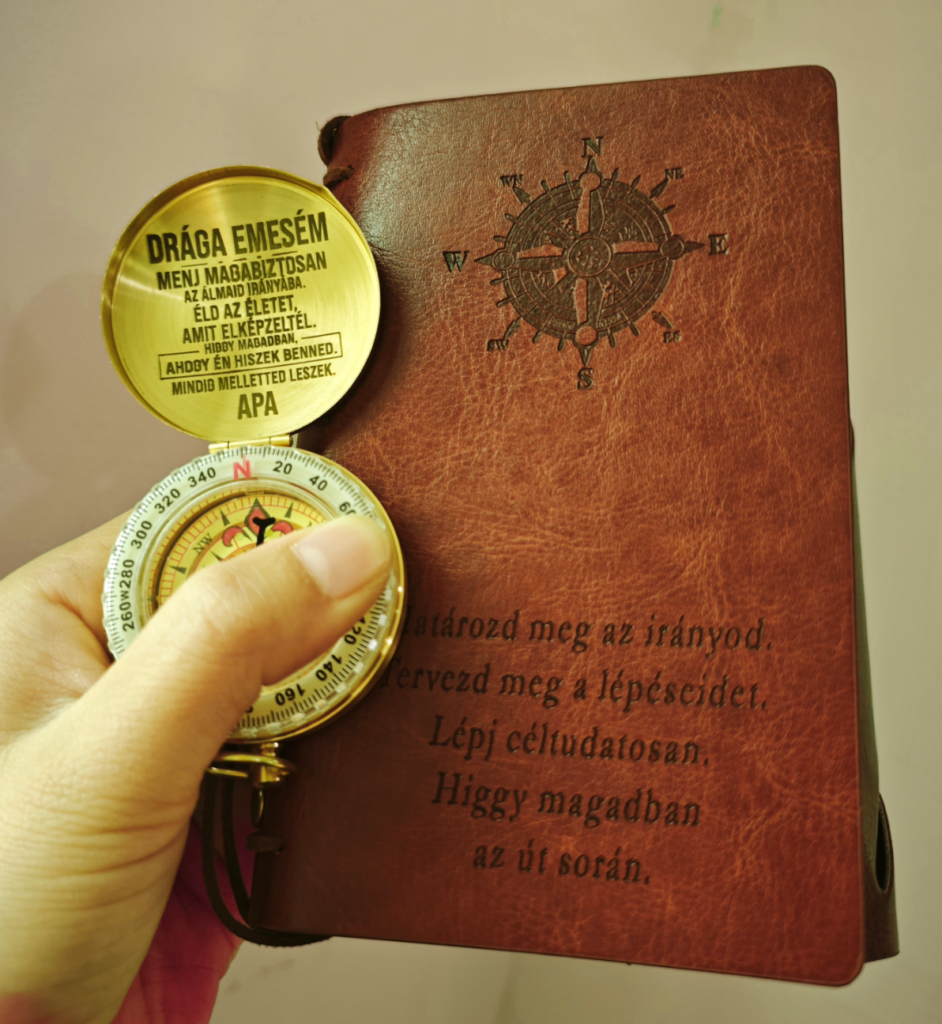 DRÁGA EMESÉM
MENJ MAGABIZTOSAN
AZ ÁLMAID IRÁNYÁBA.
ÉLD AZ ÉLETET,
AMIT ELKÉPZELTÉL.
HIGGY MAGADBAN,
AHOGY ÉN HISZEK BENNED.
MINDIG MELLETTED LESZEK.
APA
N
20
40
340
320
300
280
W
260
NW
120
140
160
N
NE
E
S
SW
W
Határozd meg az irányod.
Tervezd meg a lépéseidet.
Lépj céltudatosan.
Higgy magadban
az út során.